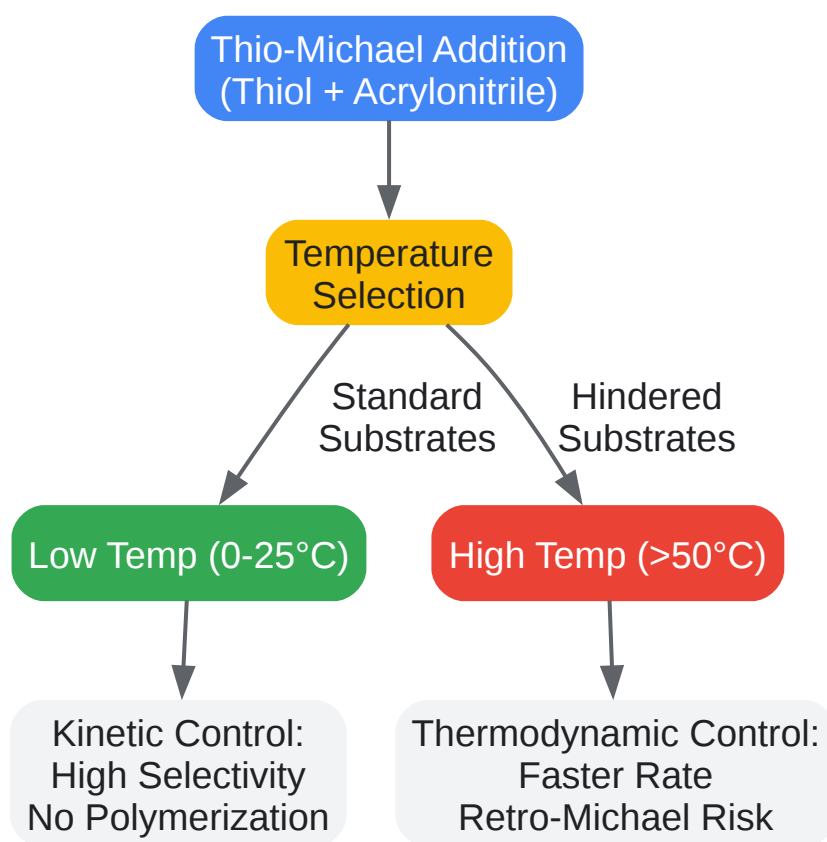 Thio-Michael Addition
(Thiol + Acrylonitrile)
Temperature
Selection
Standard
Substrates
Hindered
Substrates
Low Temp (0-25°C)
High Temp (>50°C)
Kinetic Control:
High Selectivity
No Polymerization
Thermodynamic Control:
Faster Rate
Retro-Michael Risk